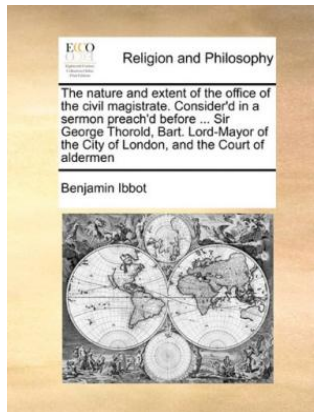 ECCO
Religion and Philosophy
The nature and extent of the office of
the civil magistrate. Consider'd in a
sermon preach'd before ... Sir
George Thorold, Bart. Lord-Mayor of
the City of London, and the Court of
aldermen
Benjamin Ibbot